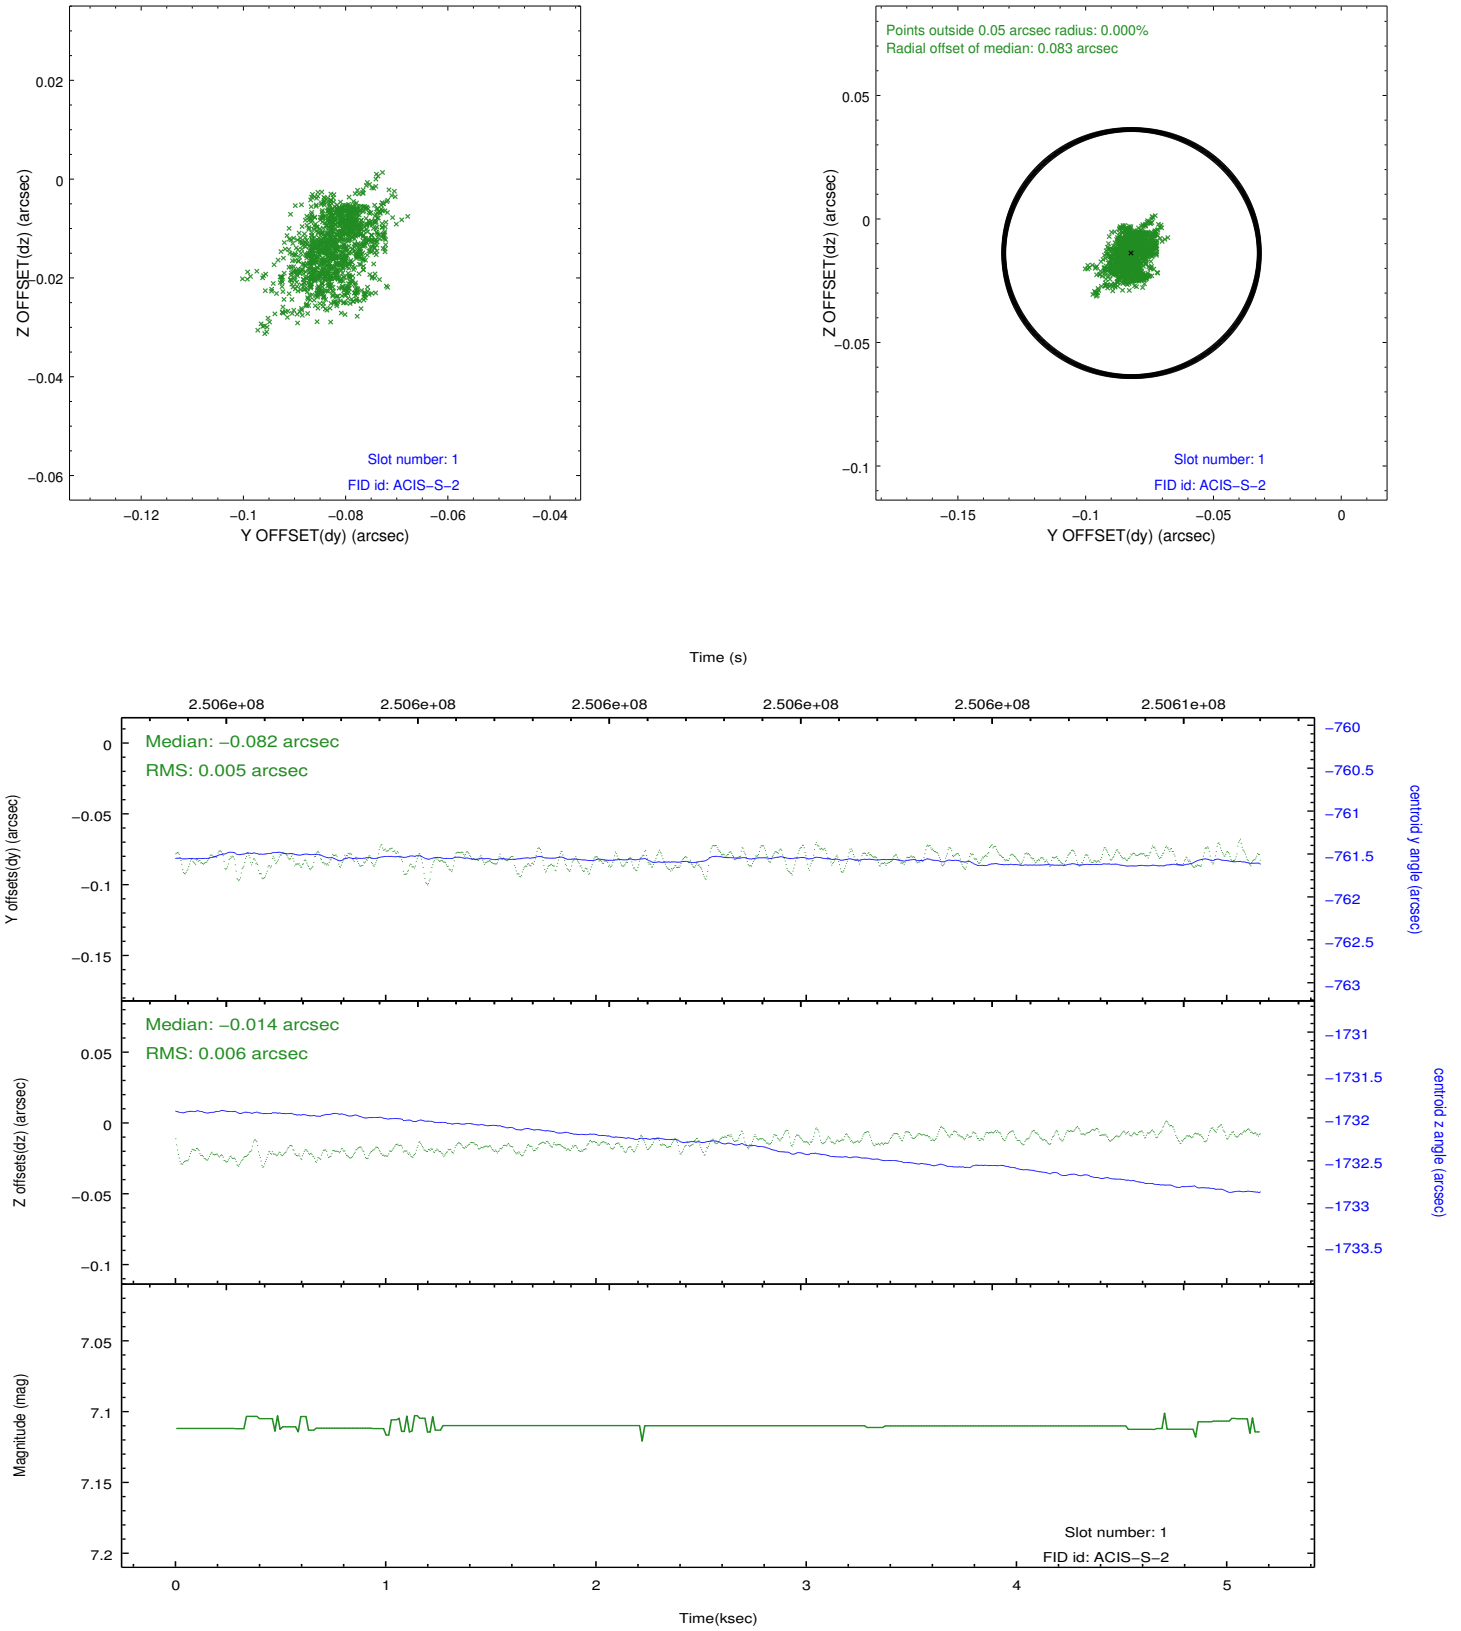 0.02
0
−0.02
−0.04
−0.06
Z OFFSET(dz) (arcsec)
Slot number: 1
FID id: ACIS−S−2
−0.12
−0.1
−0.08
−0.06
−0.04
Y OFFSET(dy) (arcsec)
Points outside 0.05 arcsec radius: 0.000%
Radial offset of median: 0.083 arcsec
0.05
0
−0.05
−0.1
Z OFFSET(dz) (arcsec)
Slot number: 1
FID id: ACIS−S−2
−0.15
−0.1
−0.05
0
Y OFFSET(dy) (arcsec)
Time (s)
2.506e+08
2.506e+08
2.506e+08
2.506e+08
2.506e+08
2.5061e+08
Median: −0.082 arcsec
RMS: 0.005 arcsec
0
−0.05
−0.1
−0.15
Y offsets(dy) (arcsec)
−760
−760.5
−761
−761.5
−762
−762.5
−763
centroid y angle (arcsec)
Median: −0.014 arcsec
RMS: 0.006 arcsec
0.05
0
−0.05
−0.1
Z offsets(dz) (arcsec)
−1731
−1731.5
−1732
−1732.5
−1733
−1733.5
centroid z angle (arcsec)
7.05
7.1
7.15
7.2
Magnitude (mag)
Slot number: 1
FID id: ACIS−S−2
0
1
2
3
4
5
Time(ksec)